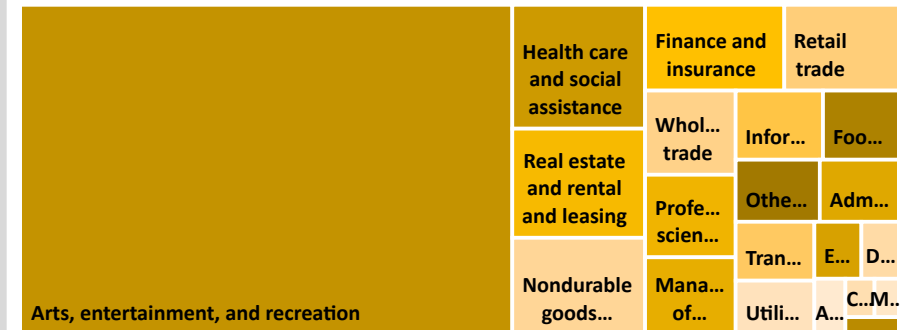 Arts, entertainment, and recreation
Health care
and social
assistance
Real estate
and rental
and leasing
Nondurable
goods...
Finance and
insurance
Retail
trade
Whol...
trade
Infor...
Foo...
Profe...
scien...
Othe...
Adm...
Mana...
of...
Tran...
E...
D...
Utili...
A...
C...
M...